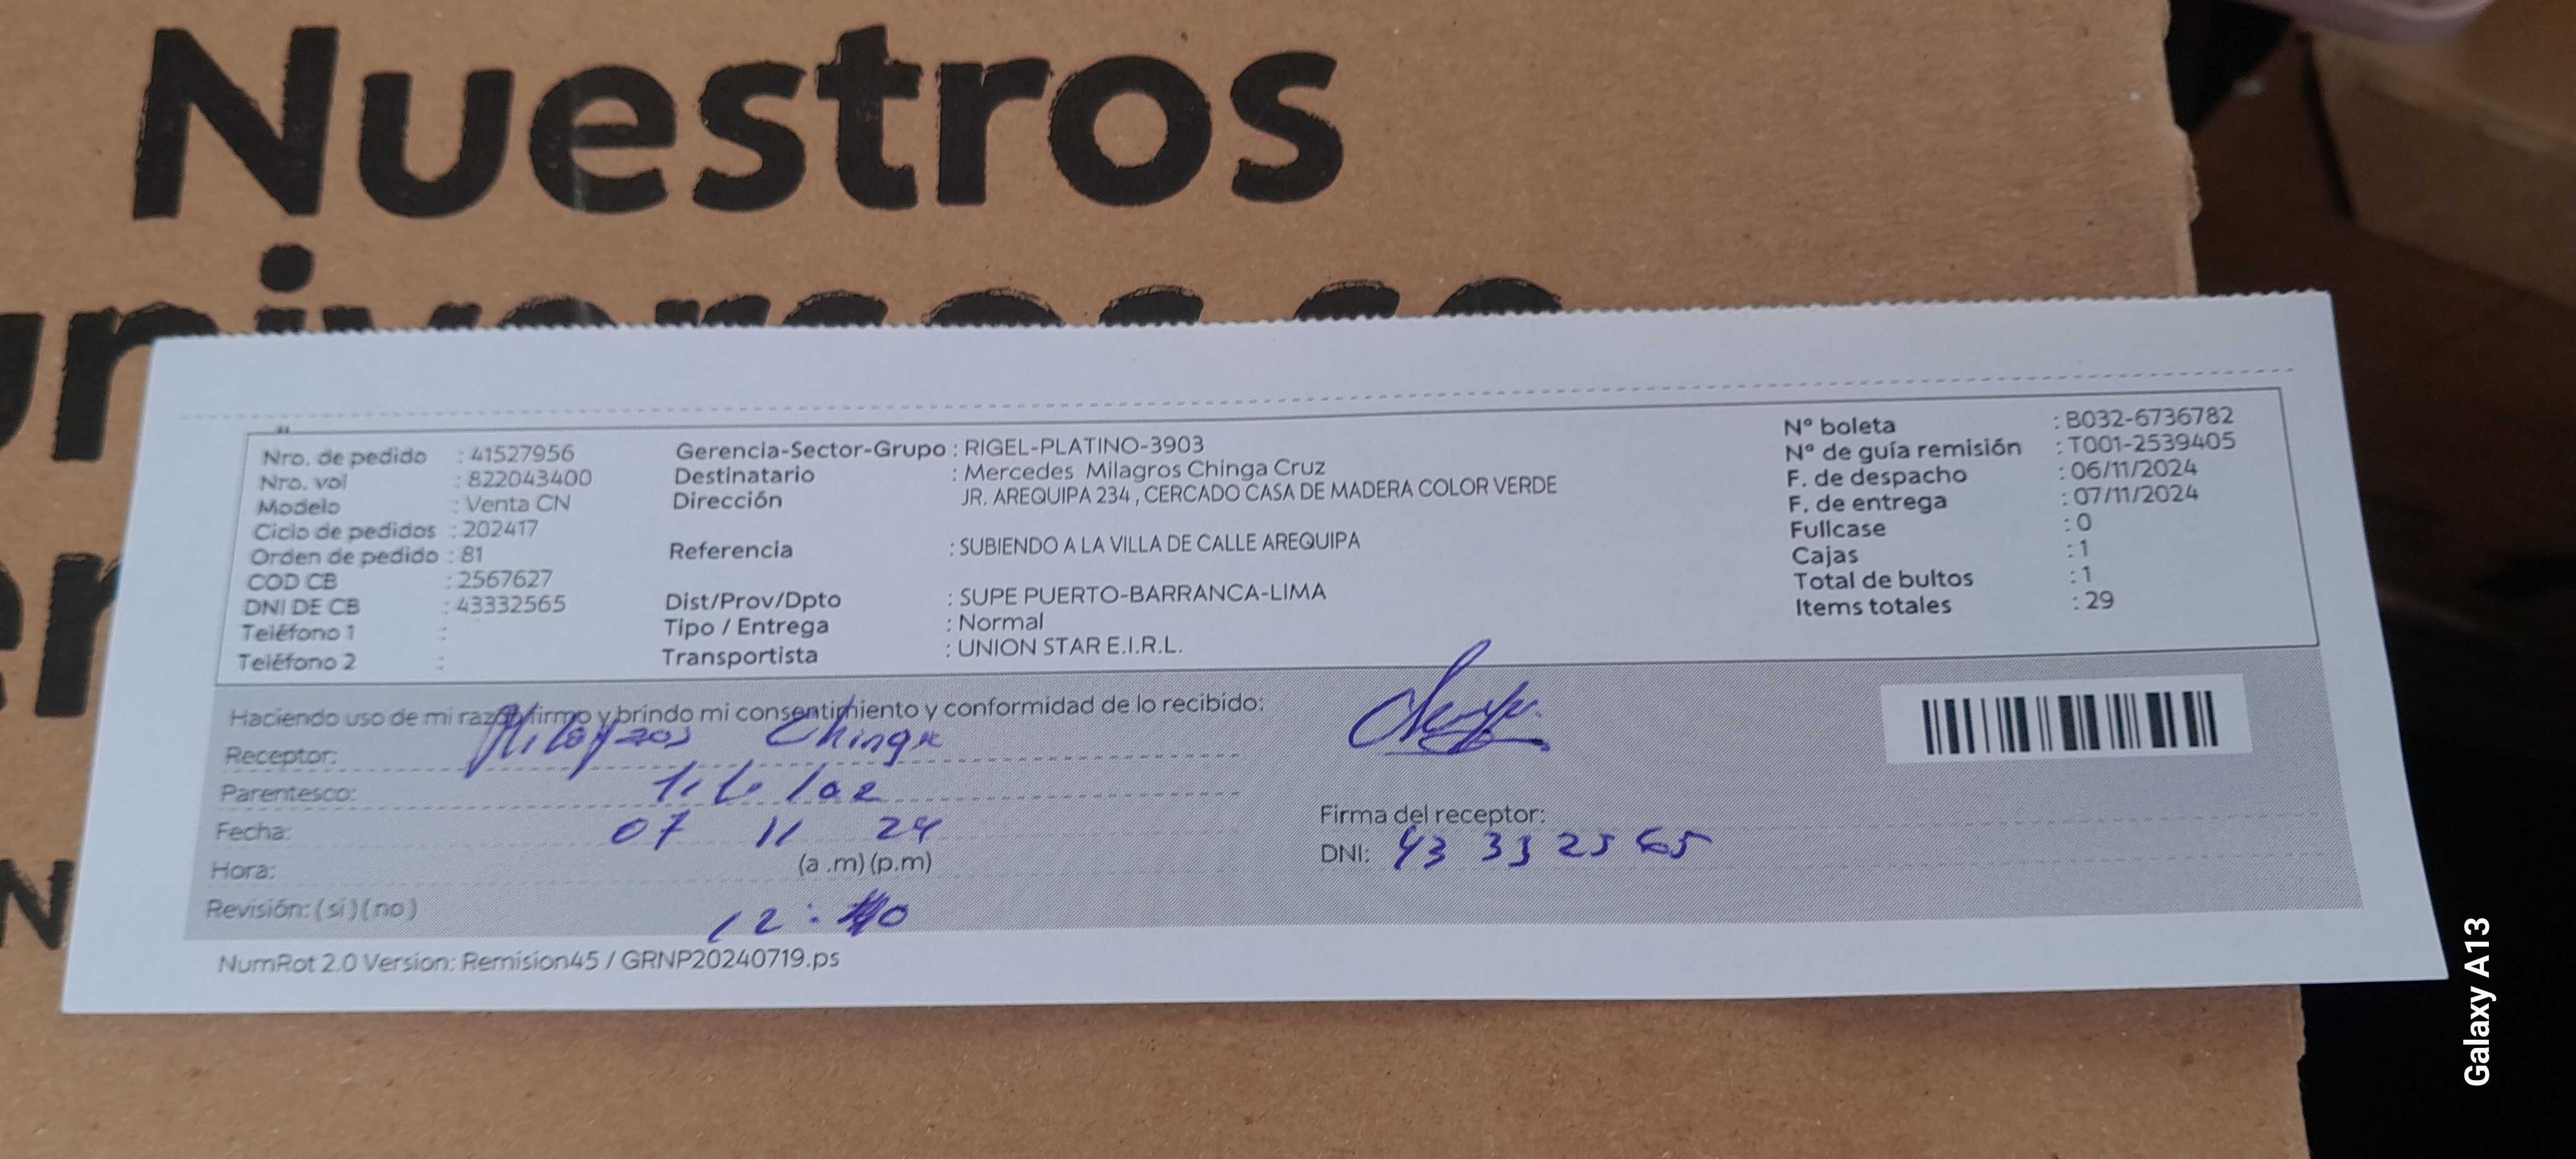 Nuestros
universos se
Nro. de pedido : 41527956
Nro. vol : 822043400
Modelo : Venta CN
Ciclo de pedidos : 202417
Orden de pedido : 81
COD CB : 2567627
DNI DE CB : 43332565
Teléfono 1 :
Teléfono 2 :
Gerencia-Sector-Grupo : RIGEL-PLATINO-3903
Destinatario : Mercedes Milagros Chinga Cruz
Dirección JR. AREQUIPA 234 , CERCADO CASA DE MADERA COLOR VERDE
Referencia : SUBIENDO A LA VILLA DE CALLE AREQUIPA
Dist/Prov/Dpto : SUPE PUERTO-BARRANCA-LIMA
Tipo / Entrega : Normal
Transportista : UNION STAR E.I.R.L.
N° boleta : B032-6736782
N° de guía remisión : T001-2539405
F. de despacho : 06/11/2024
F. de entrega : 07/11/2024
Fullcase : 0
Cajas : 1
Total de bultos : 1
Items totales : 29
Haciendo uso de mi razón firmo y brindo mi consentimiento y conformidad de lo recibido:
Receptor: Milagros Chinga
Parentesco: Titular
Fecha: 07 11 24
Hora: (a .m) (p.m)
Revisión: ( si ) ( no ) 12:40
Firma del receptor:
DNI: 43 33 25 65
NumRot 2.0 Version: Remision45 / GRNP20240719.ps
Galaxy A13